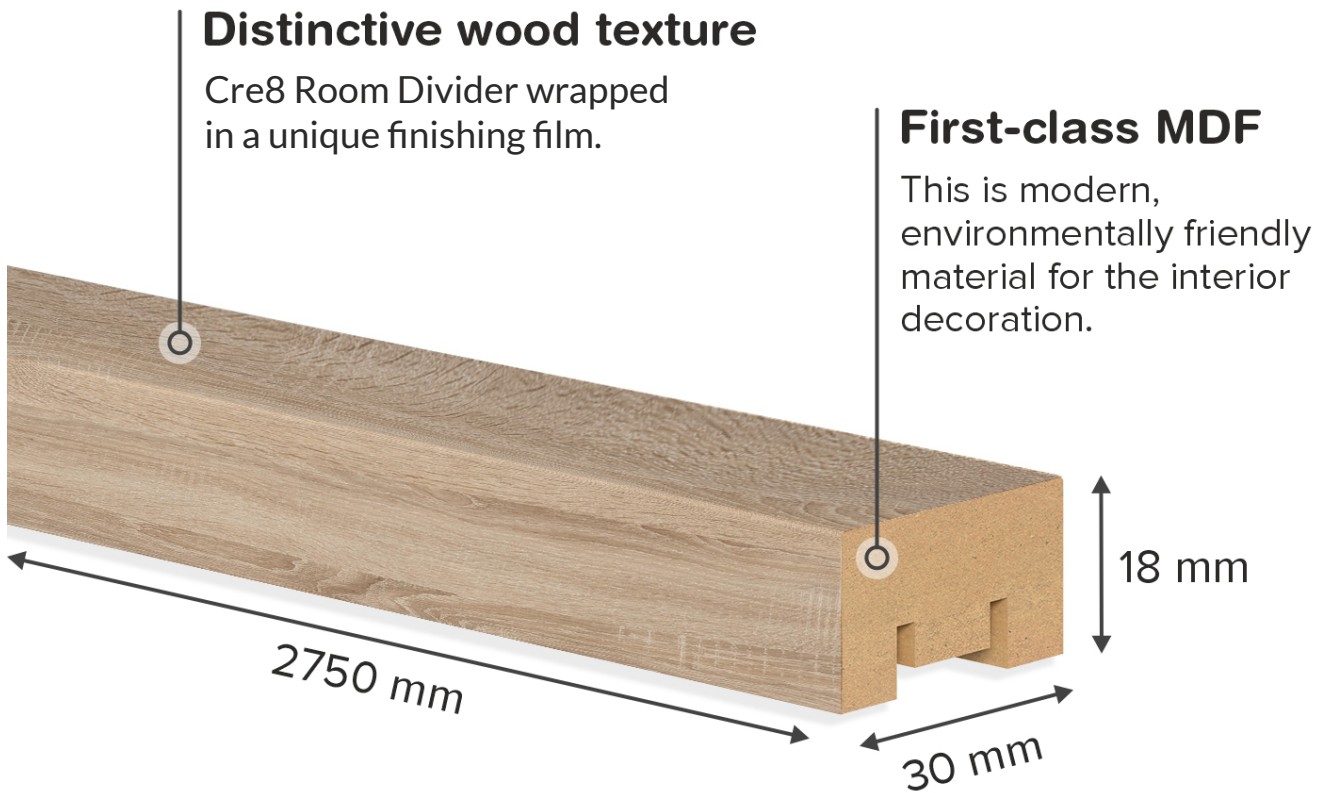 Distinctive wood texture
Cre8 Room Divider wrapped
in a unique finishing film.
First-class MDF
This is modern,
environmentally friendly
material for the interior
decoration.
18 mm
2750 mm
30 mm